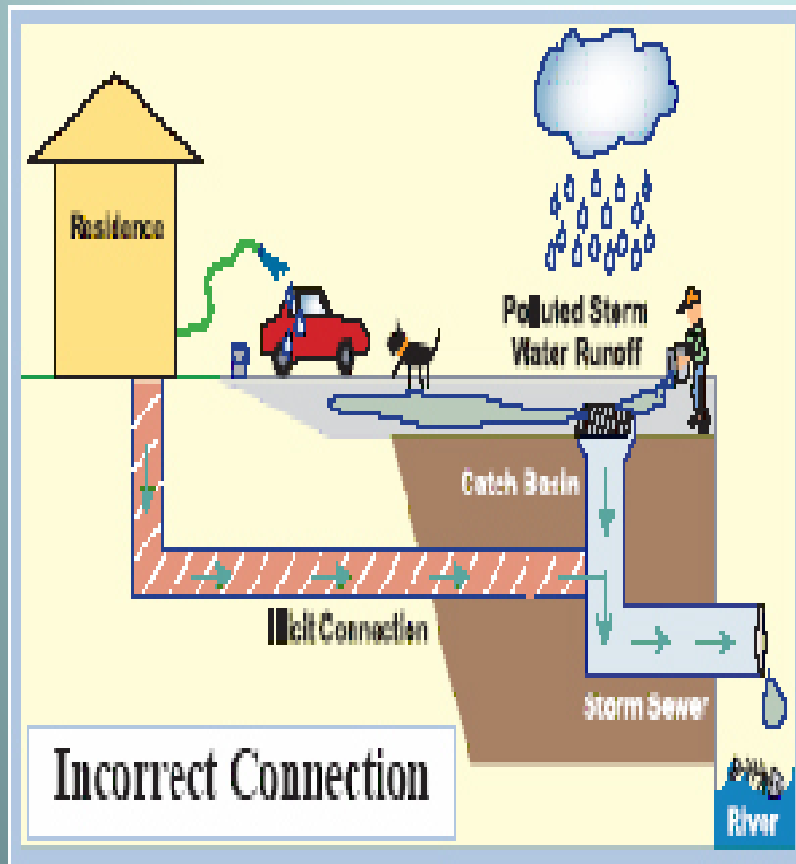 Residence
Polluted Storm
Water Runoff
Catch Basin
Illicit Connection
Storm Sewer
Incorrect Connection
River